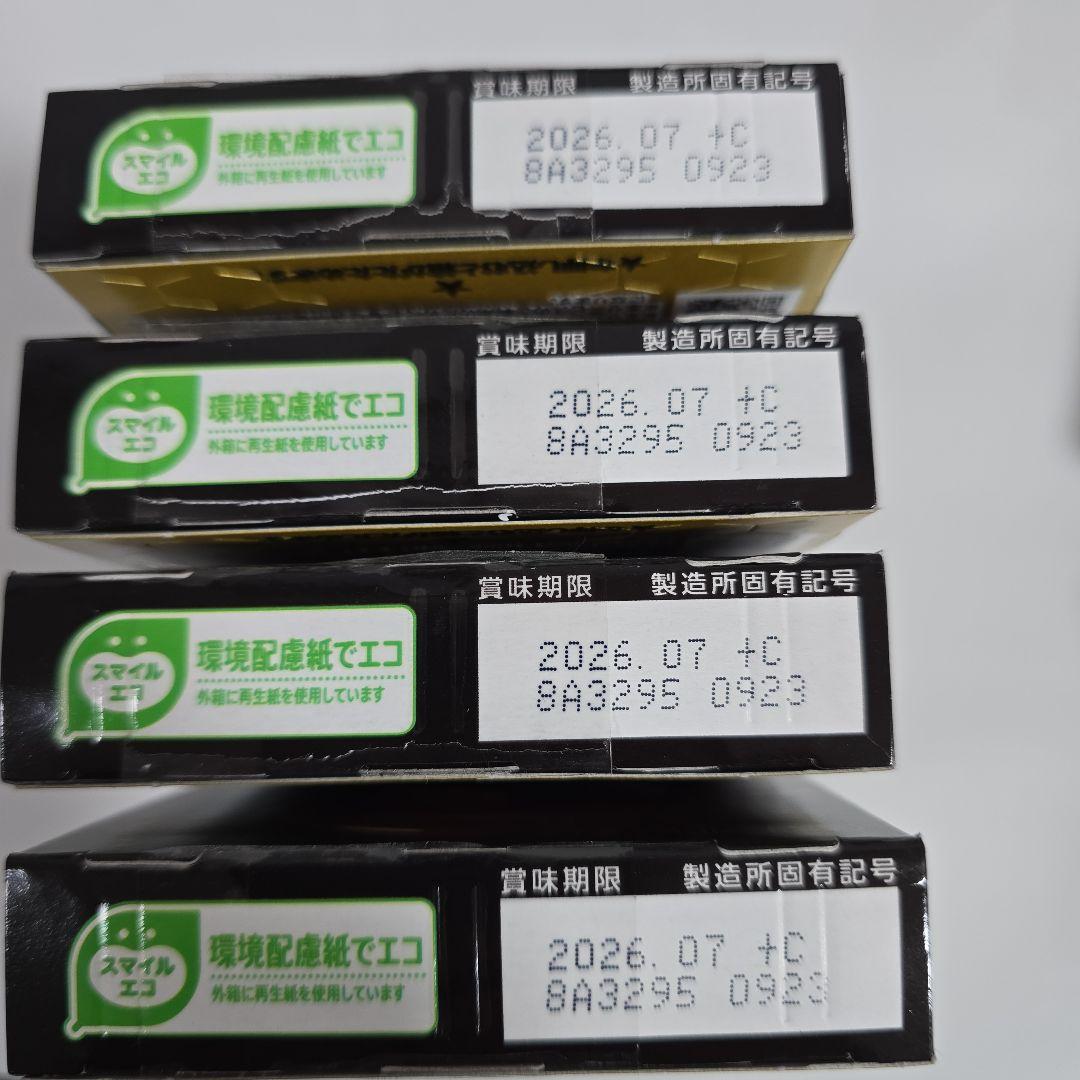 賞味期限 製造所固有記号
スマイル
エコ
環境配慮紙でエコ
外箱に再生紙を使用しています
2026.07 +C
8A3295 0923
賞味期限 製造所固有記号
スマイル
エコ
環境配慮紙でエコ
外箱に再生紙を使用しています
2026.07 +C
8A3295 0923
賞味期限 製造所固有記号
スマイル
エコ
環境配慮紙でエコ
外箱に再生紙を使用しています
2026.07 +C
8A3295 0923
賞味期限 製造所固有記号
スマイル
エコ
環境配慮紙でエコ
外箱に再生紙を使用しています
2026.07 +C
8A3295 0923